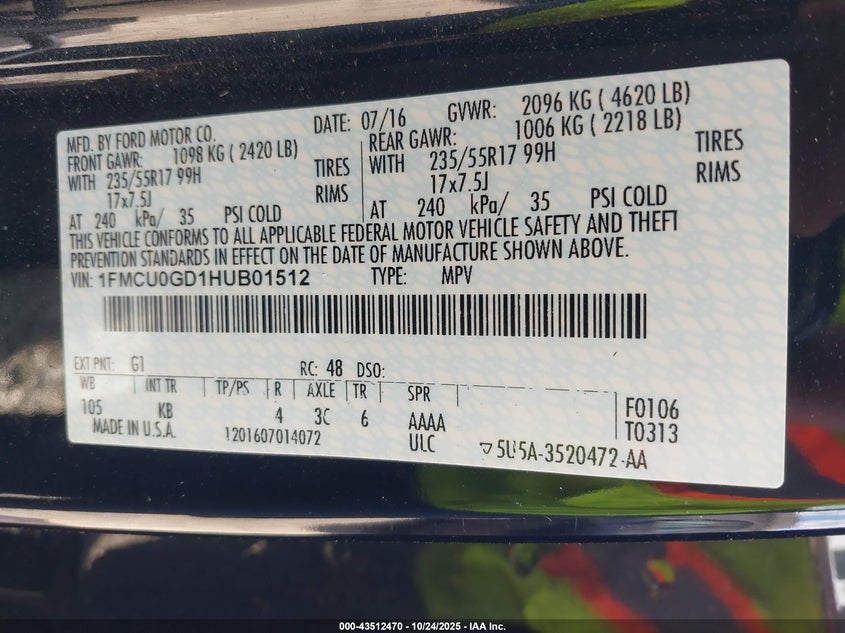 MFD. BY FORD MOTOR CO. DATE: 07/16 GVWR: 2096 KG ( 4620 LB)
FRONT GAWR: 1098 KG ( 2420 LB) REAR GAWR: 1006 KG ( 2218 LB)
WITH 235/55R17 99H TIRES WITH 235/55R17 99H TIRES
17x7.5J RIMS 17x7.5J RIMS
AT 240 kPa/ 35 PSI COLD AT 240 kPa/ 35 PSI COLD
THIS VEHICLE CONFORMS TO ALL APPLICABLE FEDERAL MOTOR VEHICLE SAFETY AND THEFT
PREVENTION STANDARDS IN EFFECT ON THE DATE OF MANUFACTURE SHOWN ABOVE.
VIN: 1FMCU0GD1HUB01512 TYPE: MPV
EXT PNT: G1 RC: 48 DSO:
WB INT TR TP/PS R AXLE TR SPR
105 KB 4 3C 6 AAAA F0106
MADE IN U.S.A. 1201607014072 ULC T0313
5U5A-3520472-AA
000-43512470 - 10/24/2025 - IAA Inc.